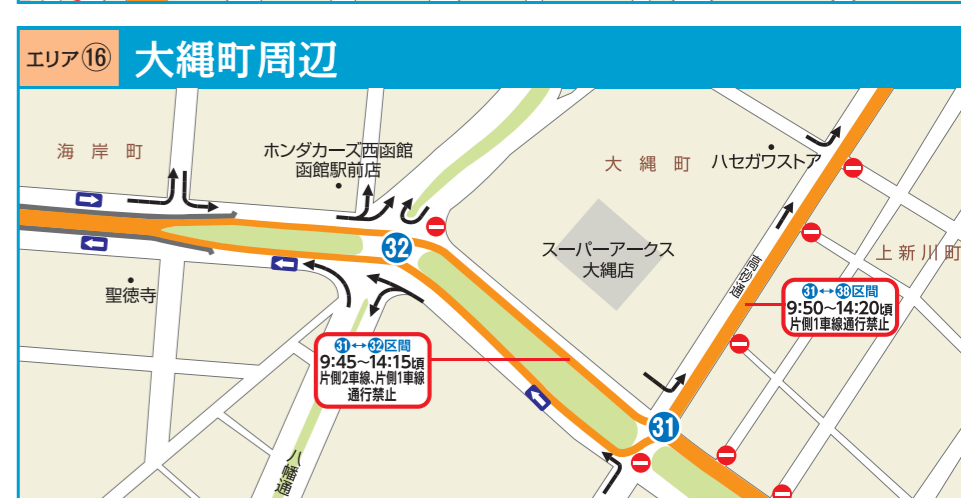 エリア⑯ 大縄町周辺
海岸町
ホンダカーズ西函館
函館駅前店
大縄町
ハセガワストア
32
スーパーアークス
大縄店
上新川町
高砂通
聖徳寺
㉛↔㊳区間
9:50〜14:20頃
片側1車線通行禁止
㉛↔㉜区間
9:45〜14:15頃
片側2車線、片側1車線
通行禁止
31
八幡通